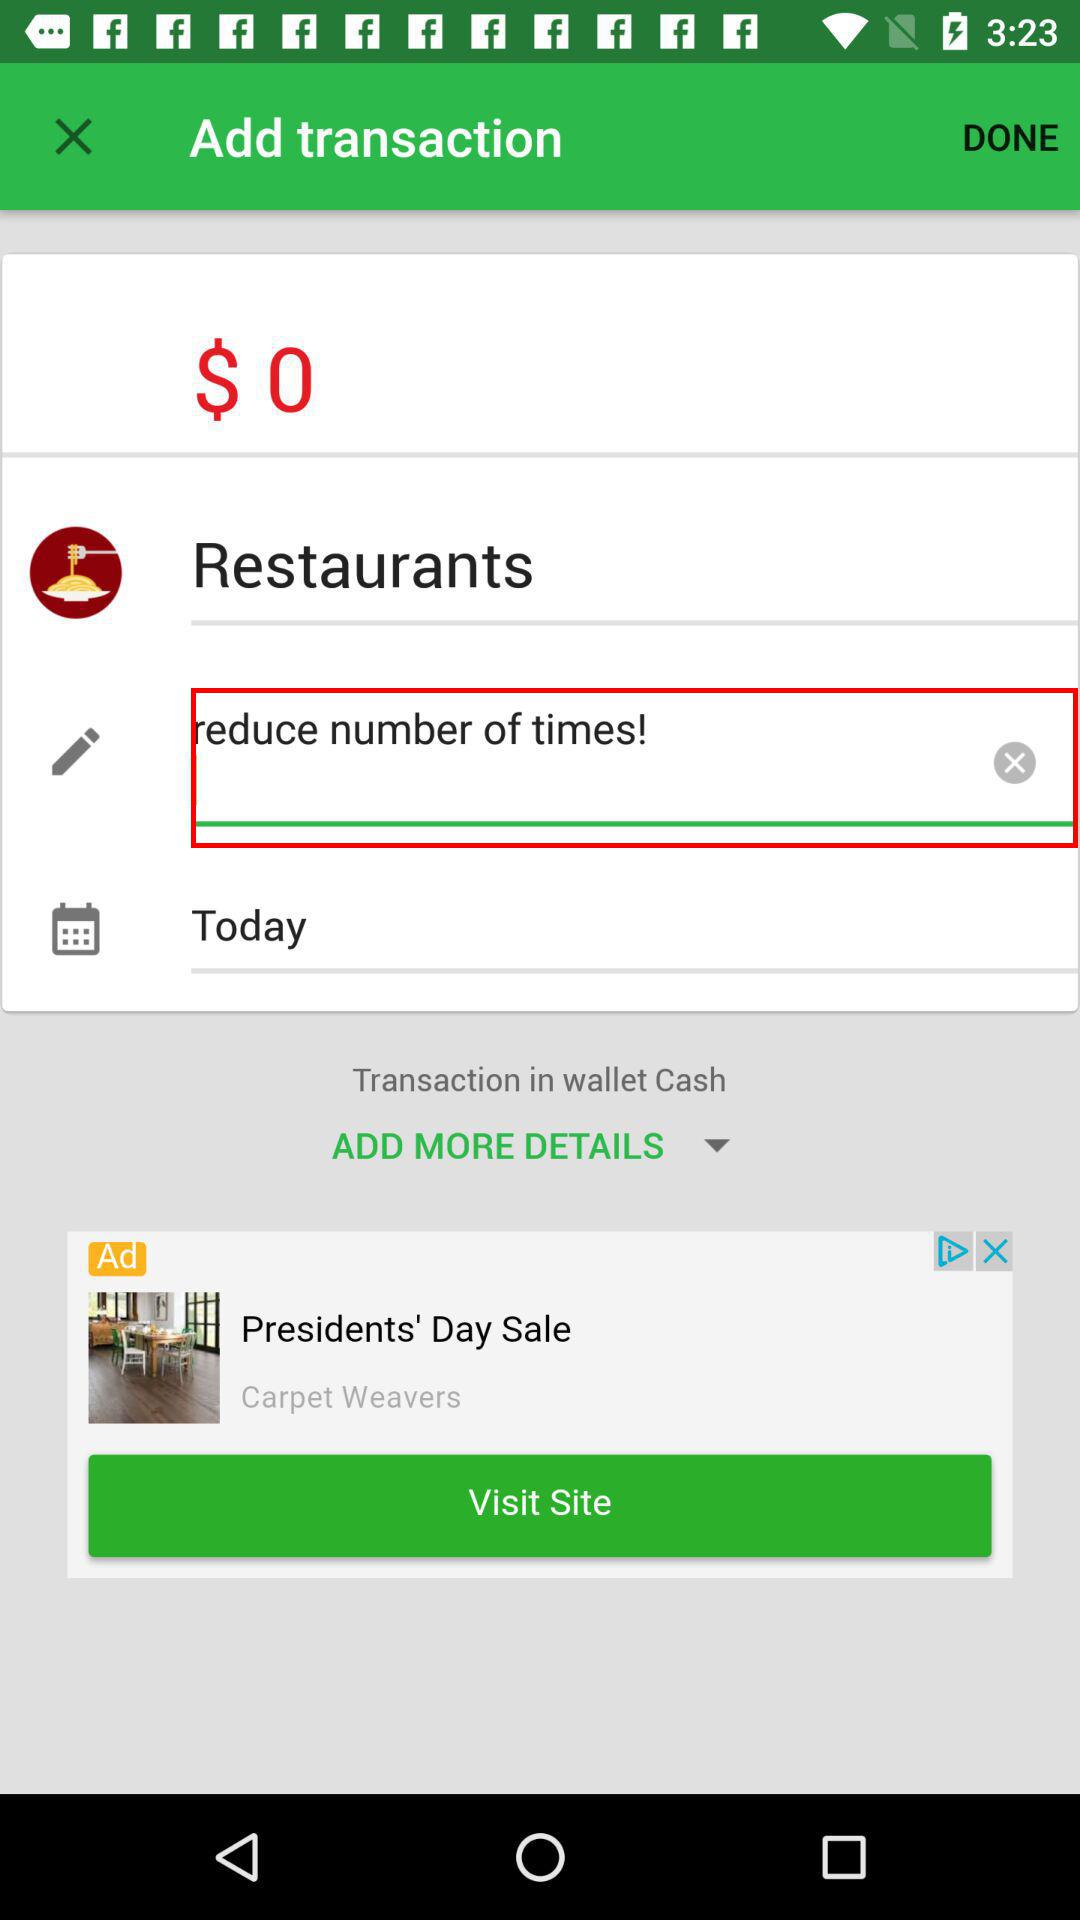 3:23
Add transaction
DONE
$ 0
Restaurants
reduce number of times!
Today
Transaction in wallet Cash
ADD MORE DETAILS
Ad
Presidents' Day Sale
Carpet Weavers
Visit Site